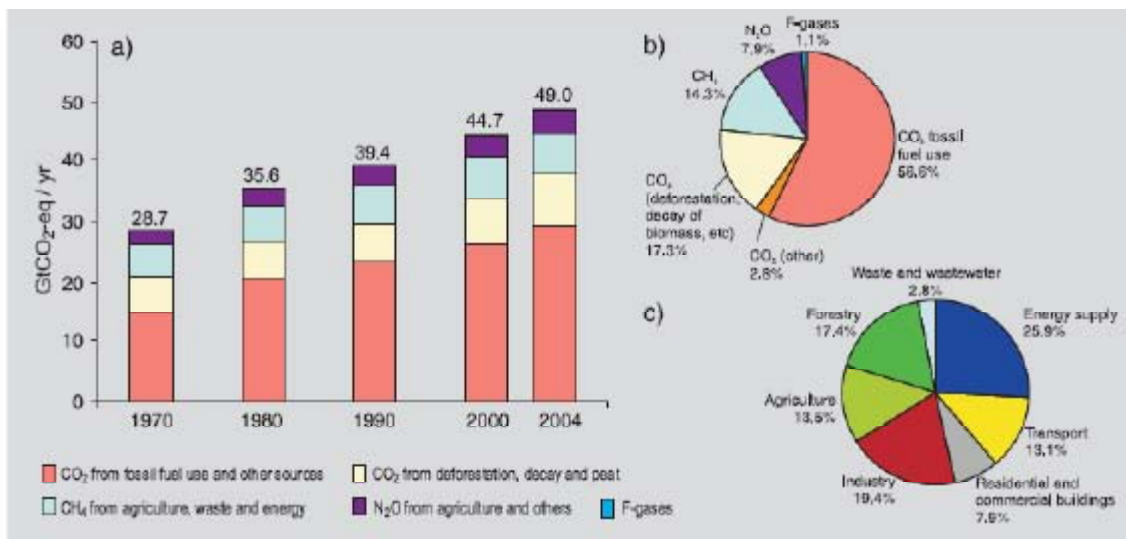 a)
60
50
40
30
20
10
0
GtCO2-eq / yr
28.7
35.6
39.4
44.7
49.0
1970
1980
1990
2000
2004
CO2 from fossil fuel use and other sources
CO2 from deforestation, decay and peat
CH4 from agriculture, waste and energy
N2O from agriculture and others
F-gases
b)
F-gases
1.1%
N2O
7.9%
CH4
14.3%
CO2 fossil
fuel use
56.6%
CO2
(deforestation,
decay of
biomass, etc)
17.3%
CO2 (other)
2.8%
c)
Waste and wastewater
2.8%
Forestry
17.4%
Energy supply
25.9%
Agriculture
13.5%
Transport
13.1%
Industry
19.4%
Residential and
commercial buildings
7.9%